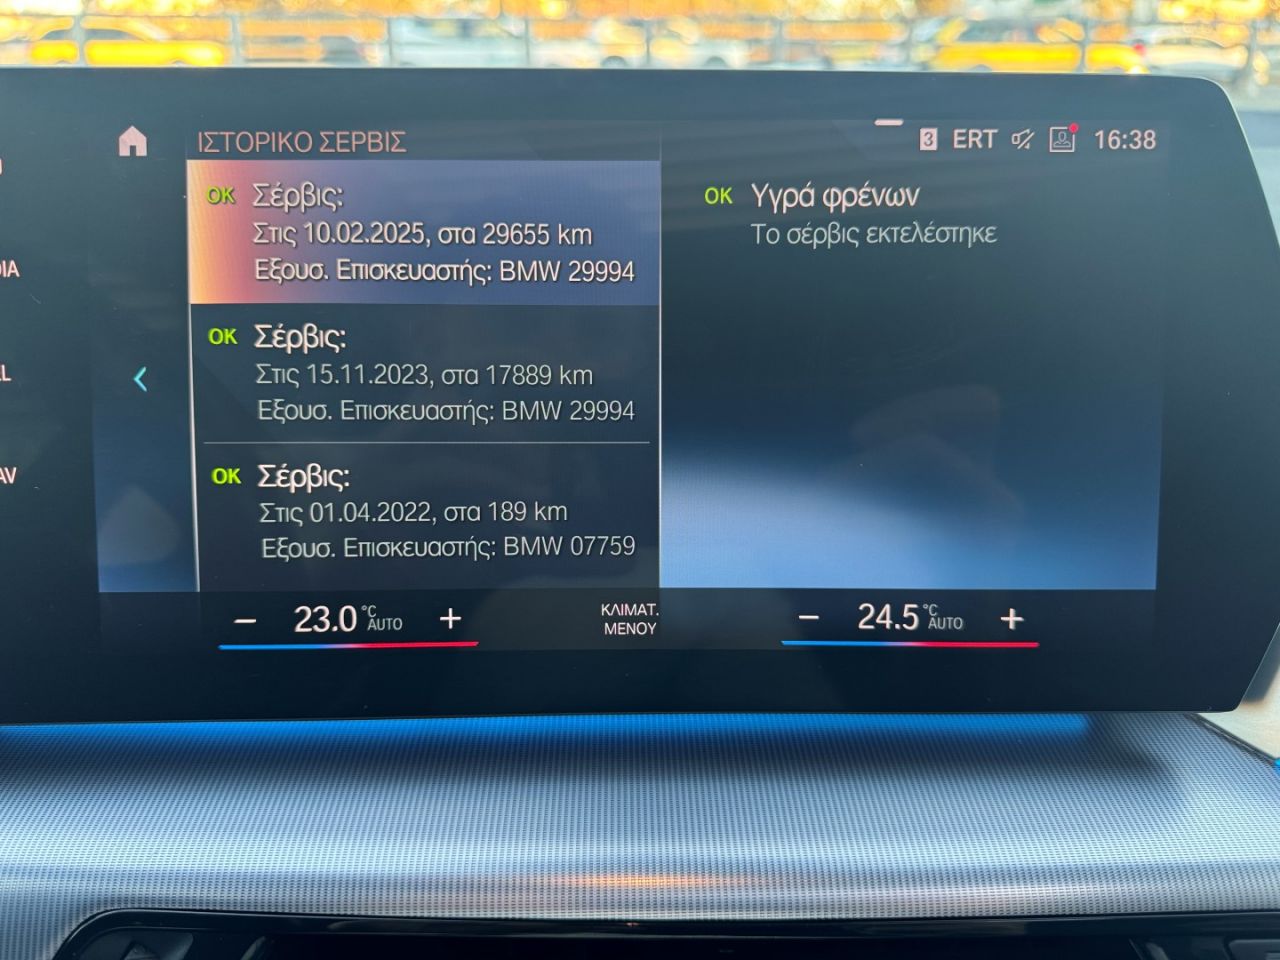 ΙΣΤΟΡΙΚΟ ΣΕΡΒΙΣ
3 ERT 16:38
OK Σέρβις:
Στις 10.02.2025, στα 29655 km
Εξουσ. Επισκευαστής: BMW 29994
OK Σέρβις:
Στις 15.11.2023, στα 17889 km
Εξουσ. Επισκευαστής: BMW 29994
OK Σέρβις:
Στις 01.04.2022, στα 189 km
Εξουσ. Επισκευαστής: BMW 07759
OK Υγρά φρένων
Το σέρβις εκτελέστηκε
− 23.0 °C AUTO +
ΚΛΙΜΑΤ.
ΜΕΝΟΥ
− 24.5 °C AUTO +